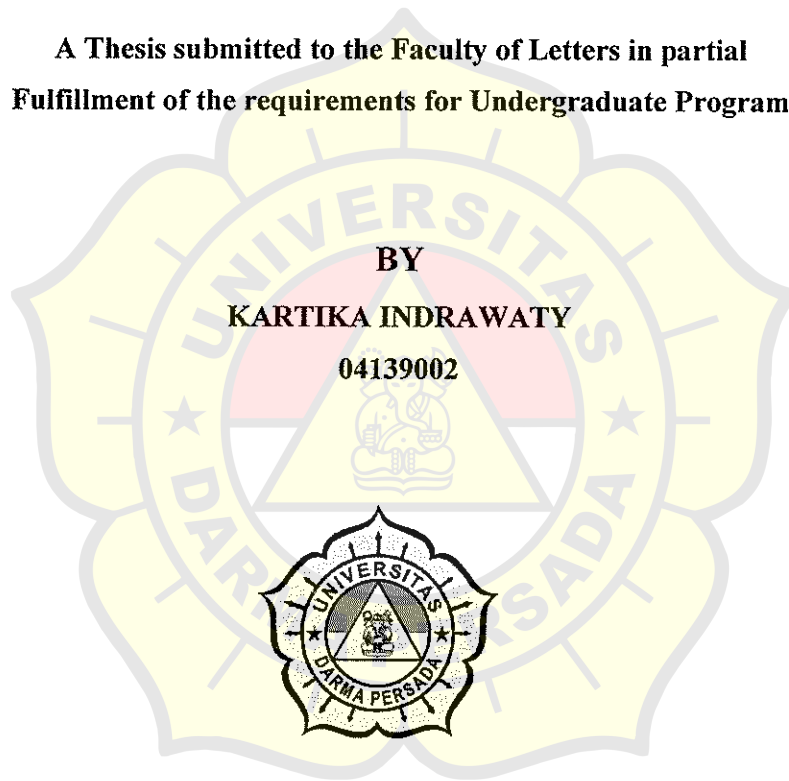 A Thesis submitted to the Faculty of Letters in partial
Fulfillment of the requirements for Undergraduate Program
BY
KARTIKA INDRAWATY
04139002
UNIVERSITAS
DARMA PERSADA
UNIVERSITAS
DARMA PERSADA